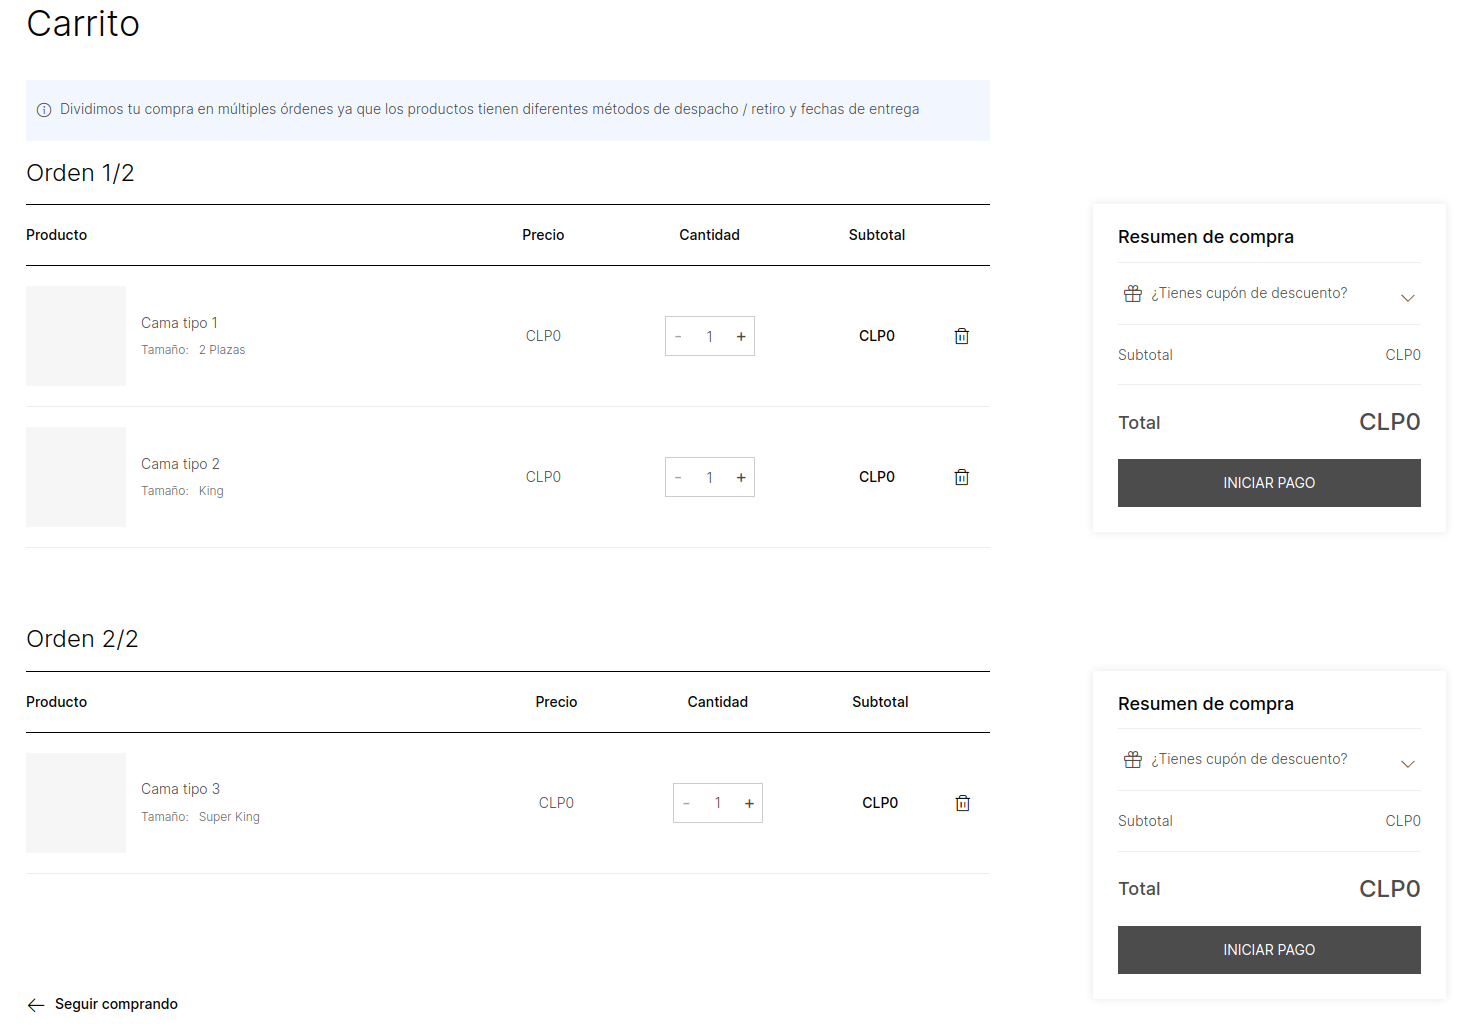 Carrito
Dividimos tu compra en múltiples órdenes ya que los productos tienen diferentes métodos de despacho / retiro y fechas de entrega
Orden 1/2
Producto Precio Cantidad Subtotal
Cama tipo 1
Tamaño: 2 Plazas
CLP0 - 1 + CLP0
Cama tipo 2
Tamaño: King
CLP0 - 1 + CLP0
Resumen de compra
¿Tienes cupón de descuento?
Subtotal CLP0
Total CLP0
INICIAR PAGO
Orden 2/2
Producto Precio Cantidad Subtotal
Cama tipo 3
Tamaño: Super King
CLP0 - 1 + CLP0
Resumen de compra
¿Tienes cupón de descuento?
Subtotal CLP0
Total CLP0
INICIAR PAGO
Seguir comprando